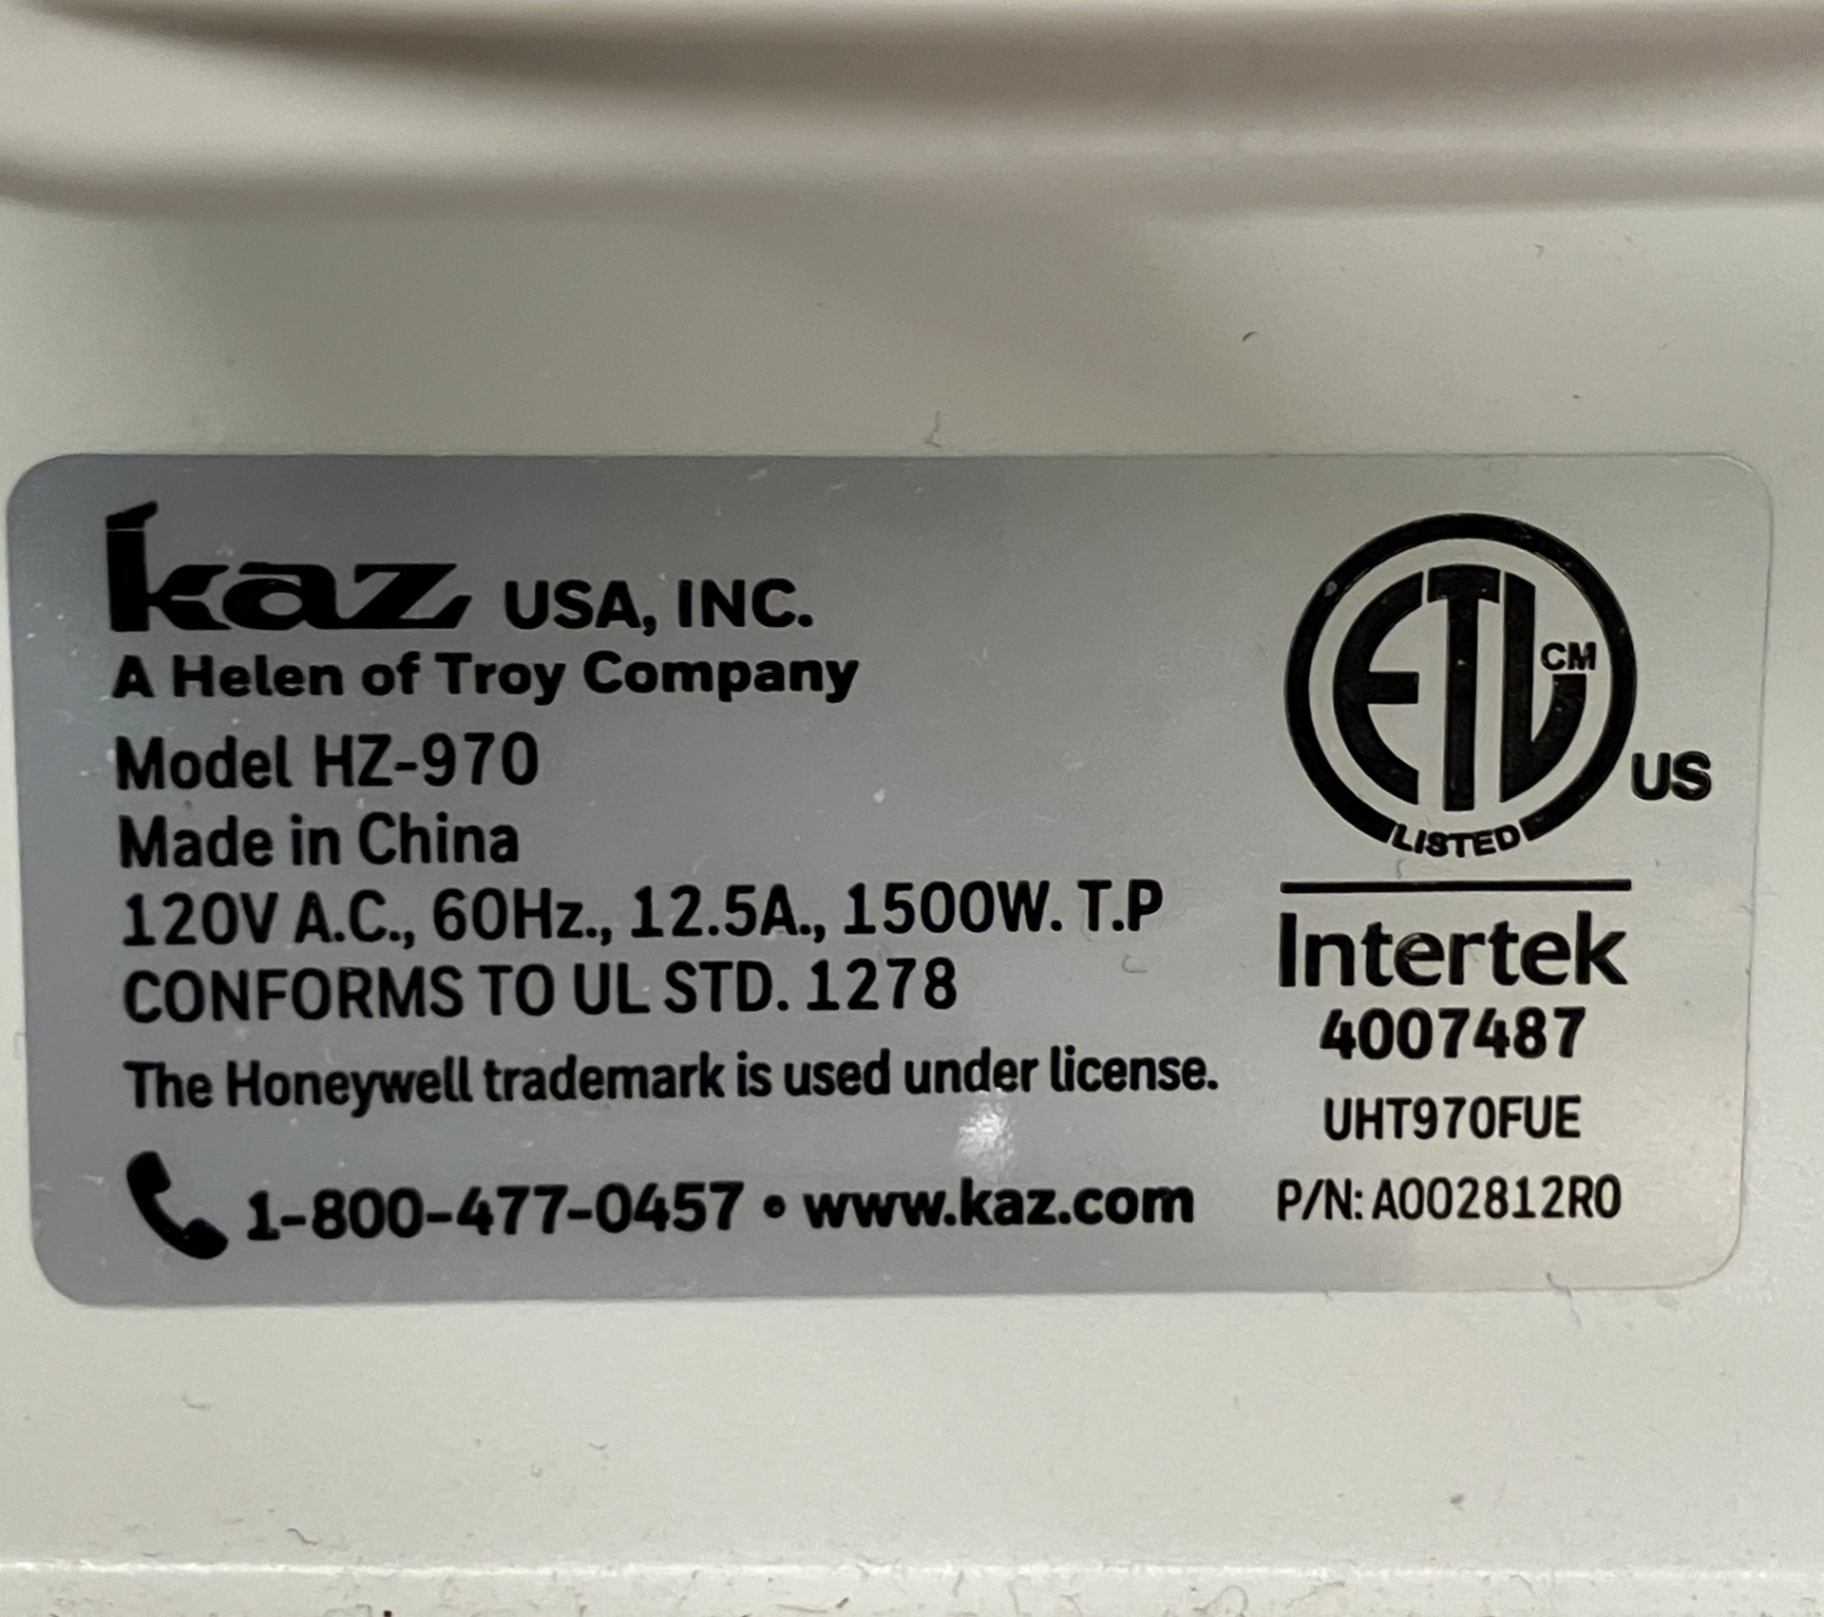 kaz USA, INC.
A Helen of Troy Company
Model HZ-970
Made in China
120V A.C., 60Hz., 12.5A., 1500W. T.P
CONFORMS TO UL STD. 1278
The Honeywell trademark is used under license.
1-800-477-0457 • www.kaz.com
ETL CM
US
LISTED
Intertek
4007487
UHT970FUE
P/N: A002812R0